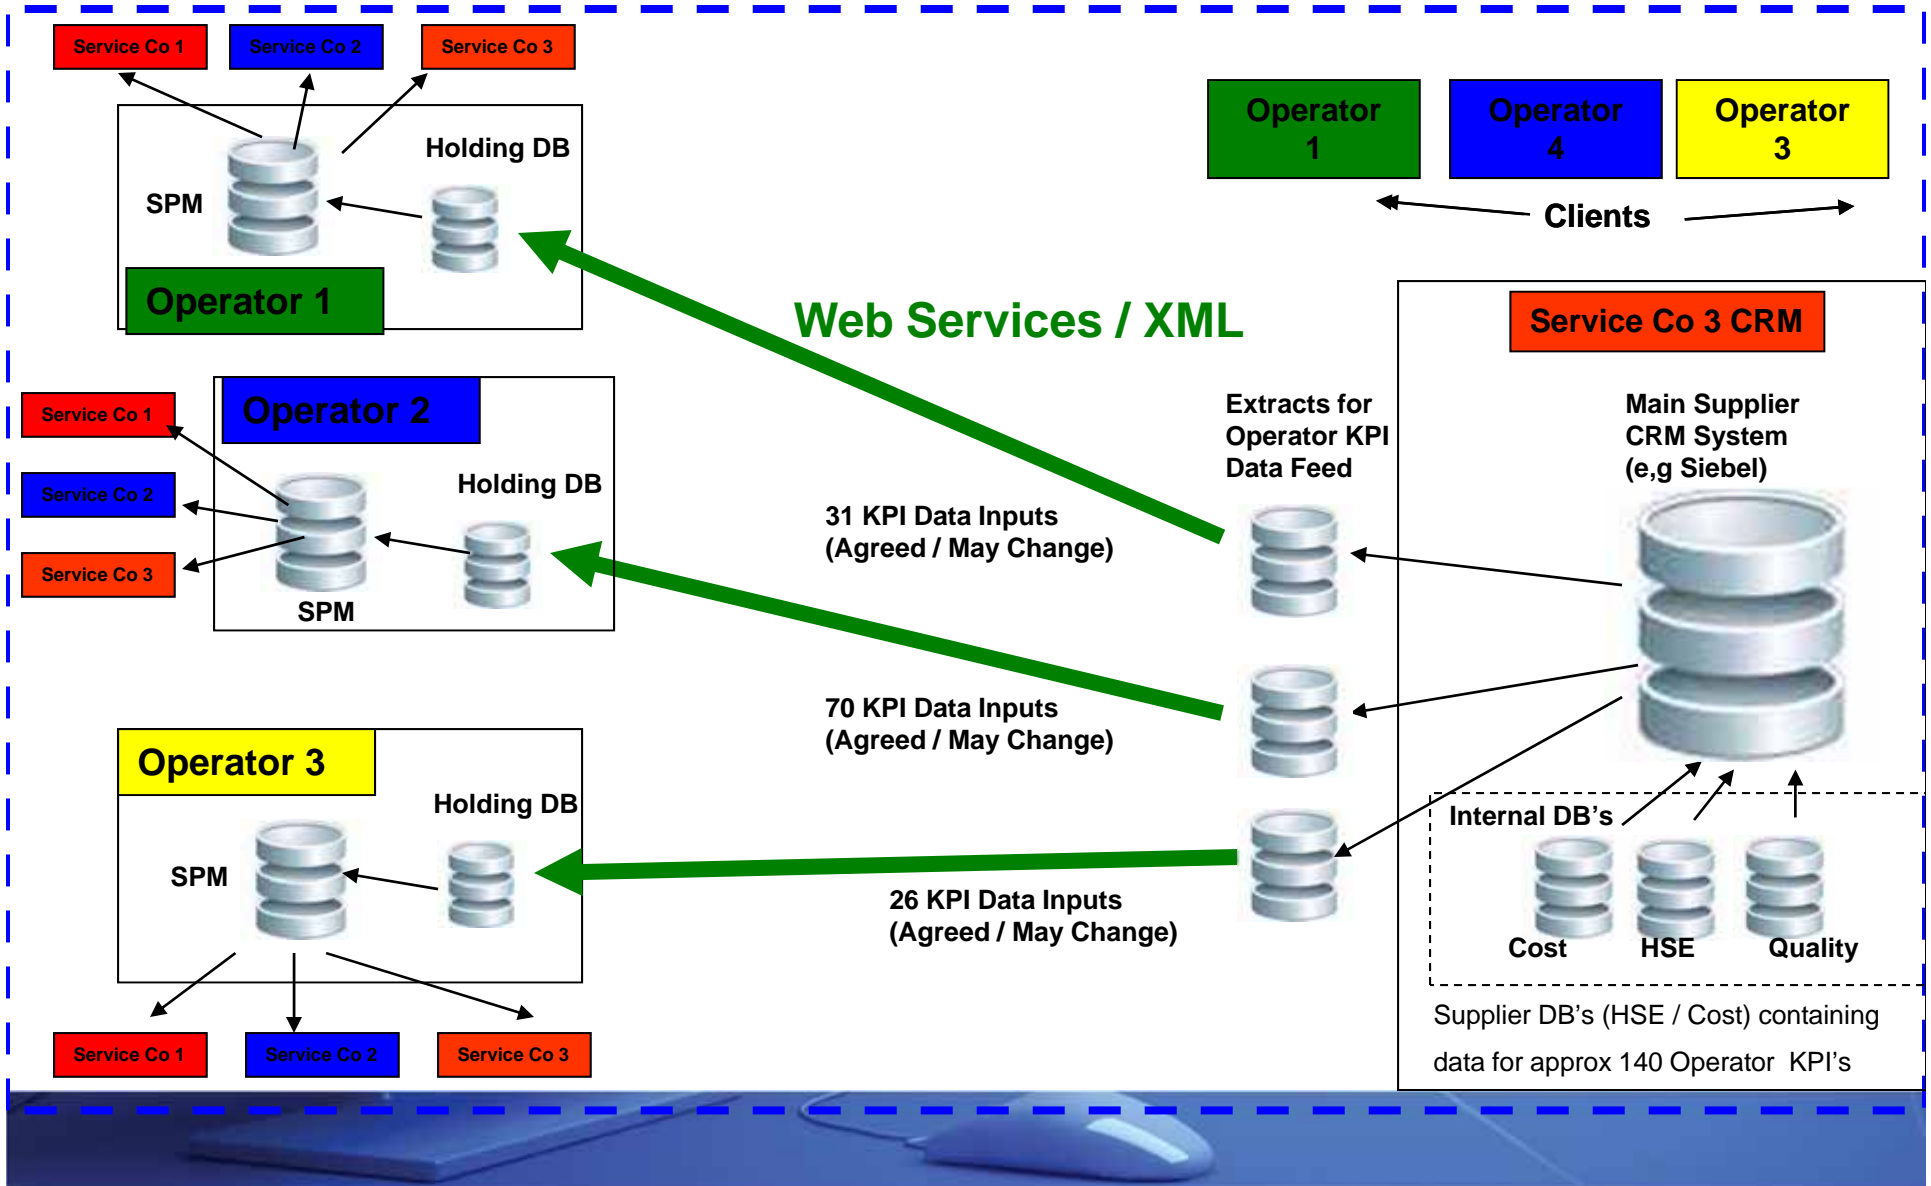 Service Co 1
Service Co 2
Service Co 3
Holding DB
SPM
Operator 1
Operator
1
Operator
4
Operator
3
Clients
Web Services / XML
Service Co 3 CRM
Service Co 1
Service Co 2
Service Co 3
Operator 2
Holding DB
SPM
31 KPI Data Inputs
(Agreed / May Change)
Extracts for
Operator KPI
Data Feed
Main Supplier
CRM System
(e,g Siebel)
70 KPI Data Inputs
(Agreed / May Change)
Operator 3
Holding DB
SPM
26 KPI Data Inputs
(Agreed / May Change)
Internal DB's
Cost
HSE
Quality
Supplier DB's (HSE / Cost) containing
data for approx 140 Operator KPI's
Service Co 1
Service Co 2
Service Co 3